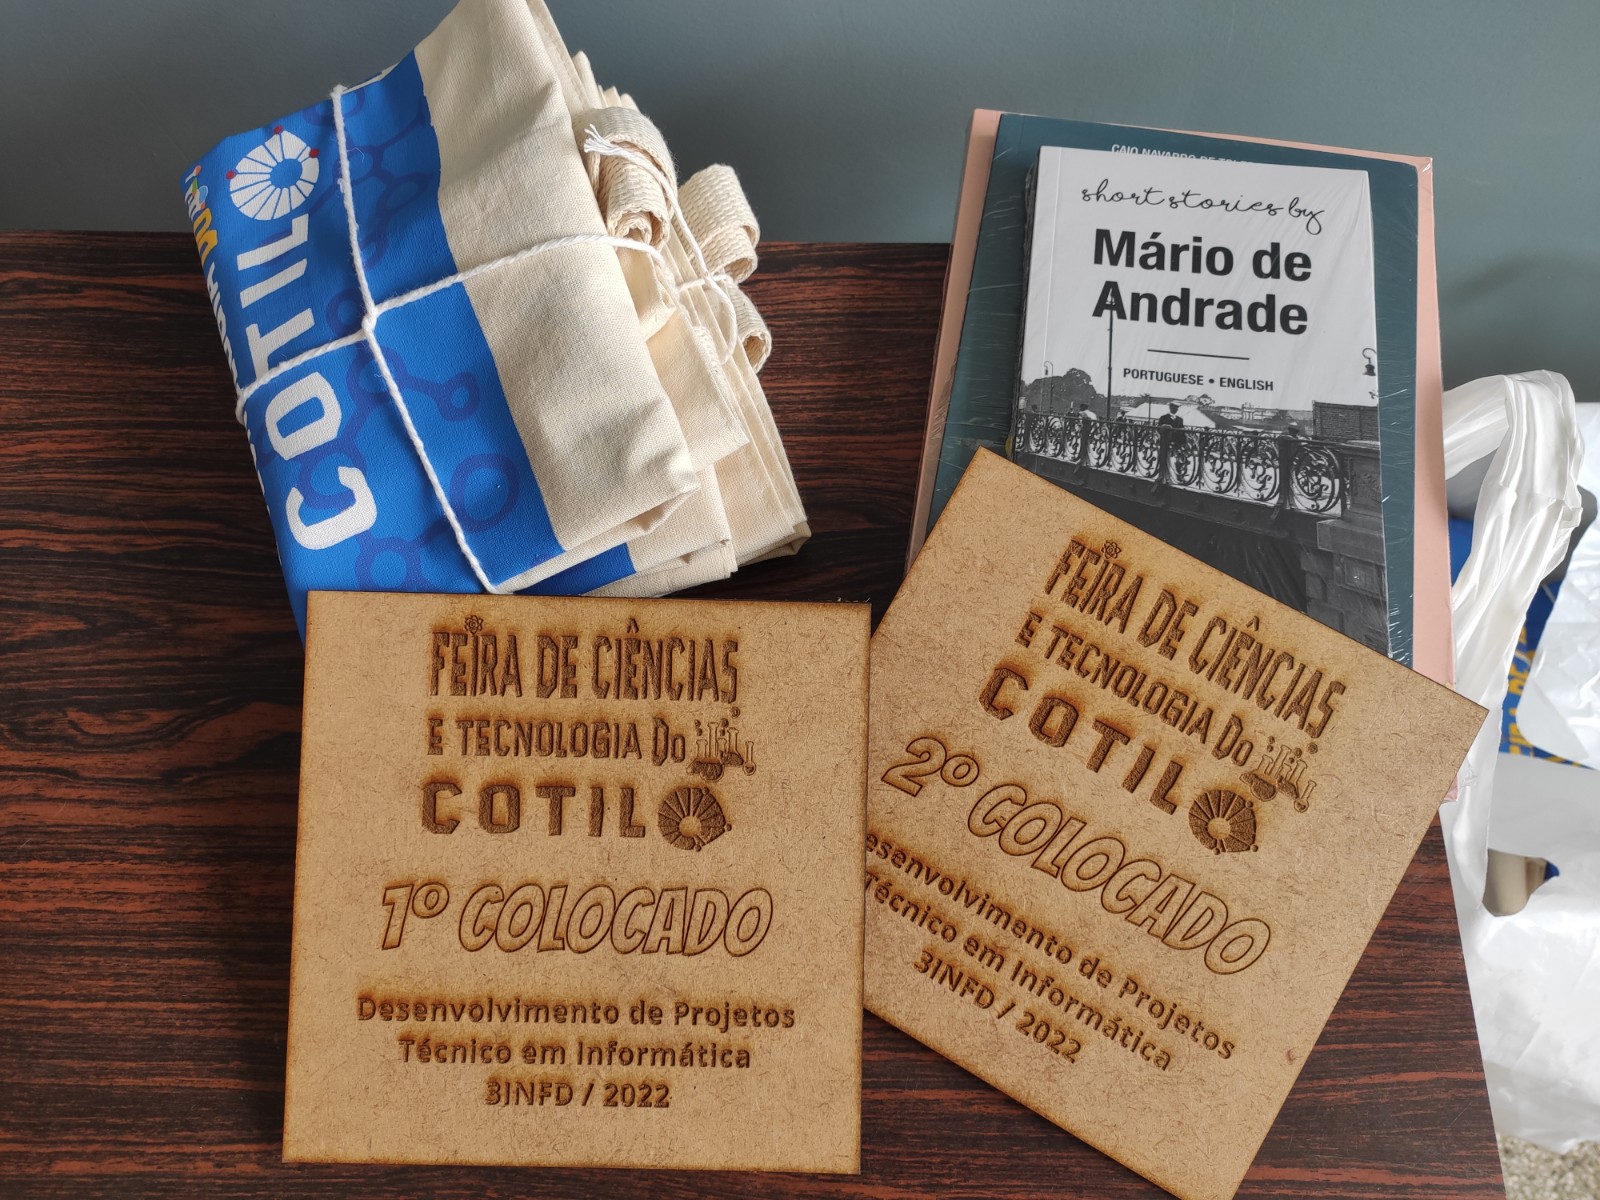 COTIL
short stories by
Mário de
Andrade
PORTUGUESE • ENGLISH
FEIRA DE CIÊNCIAS
E TECNOLOGIA DO
COTIL
1º COLOCADO
Desenvolvimento de Projetos
Técnico em Informática
3INFD / 2022
FEIRA DE CIÊNCIAS
E TECNOLOGIA DO
COTIL
2º COLOCADO
esenvolvimento de Projetos
Técnico em Informática
3INFD / 2022